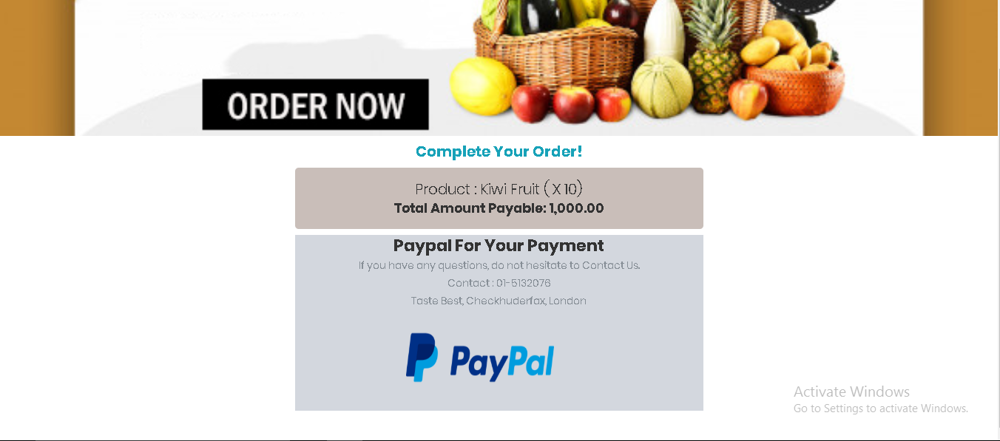 ORDER NOW
Complete Your Order!
Product : Kiwi Fruit ( X 10)
Total Amount Payable: 1,000.00
Paypal For Your Payment
If you have any questions, do not hesitate to Contact Us.
Contact : 01-5132076
Taste Best, Checkhuderfax, London
PayPal
Activate Windows
Go to Settings to activate Windows.